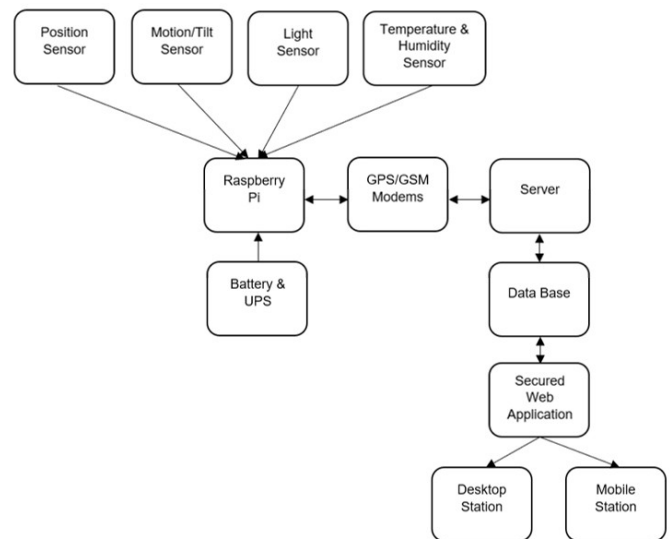 Position
Sensor
Motion/Tilt
Sensor
Light
Sensor
Temperature &
Humidity
Sensor
Raspberry
Pi
GPS/GSM
Modems
Server
Battery &
UPS
Data Base
Secured
Web
Application
Desktop
Station
Mobile
Station